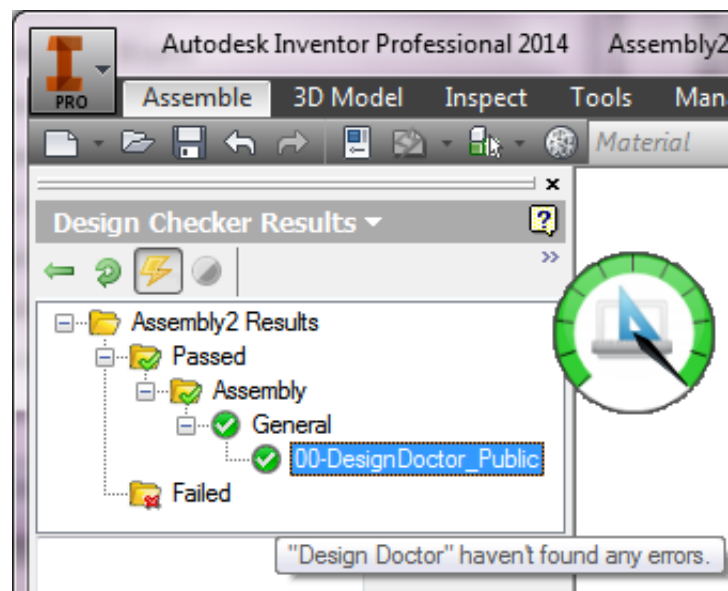 Autodesk Inventor Professional 2014 Assembly2
PRO Assemble 3D Model Inspect Tools Man
Material
Design Checker Results
Assembly2 Results
Passed
Assembly
General
00-DesignDoctor_Public
Failed
"Design Doctor" haven't found any errors.